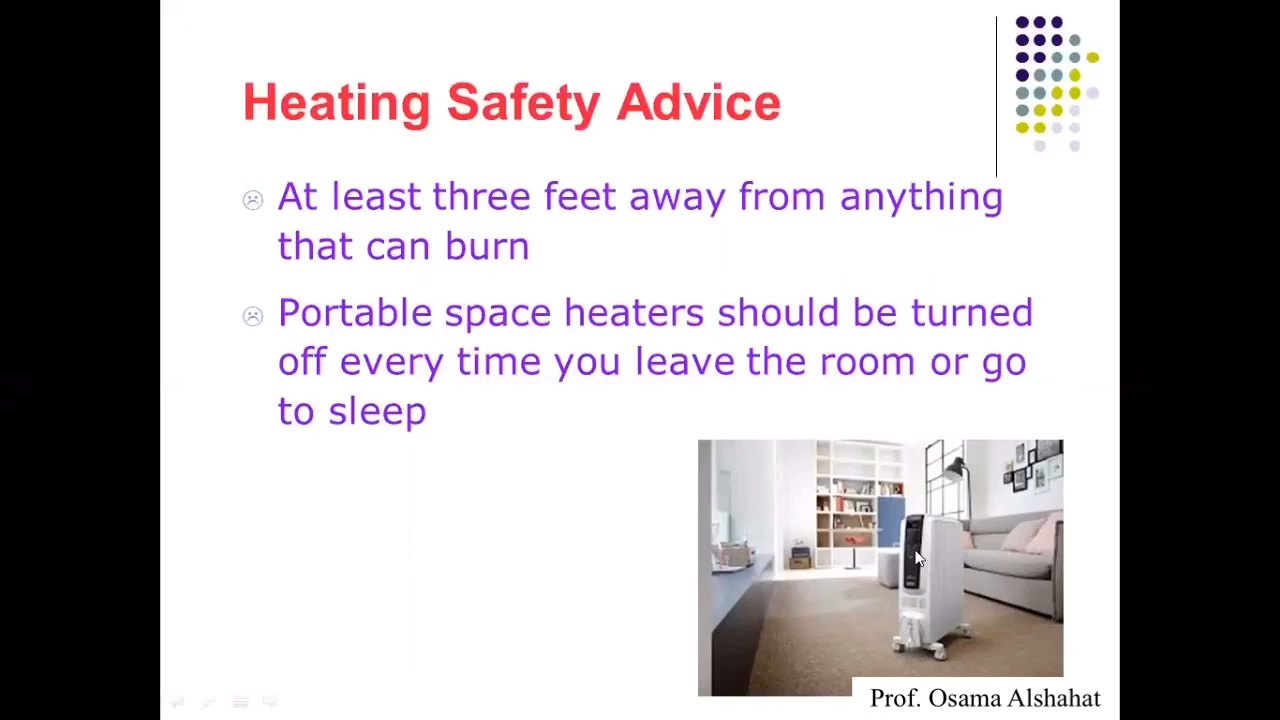 Heating Safety Advice
At least three feet away from anything
that can burn
Portable space heaters should be turned
off every time you leave the room or go
to sleep
Prof. Osama Alshahat